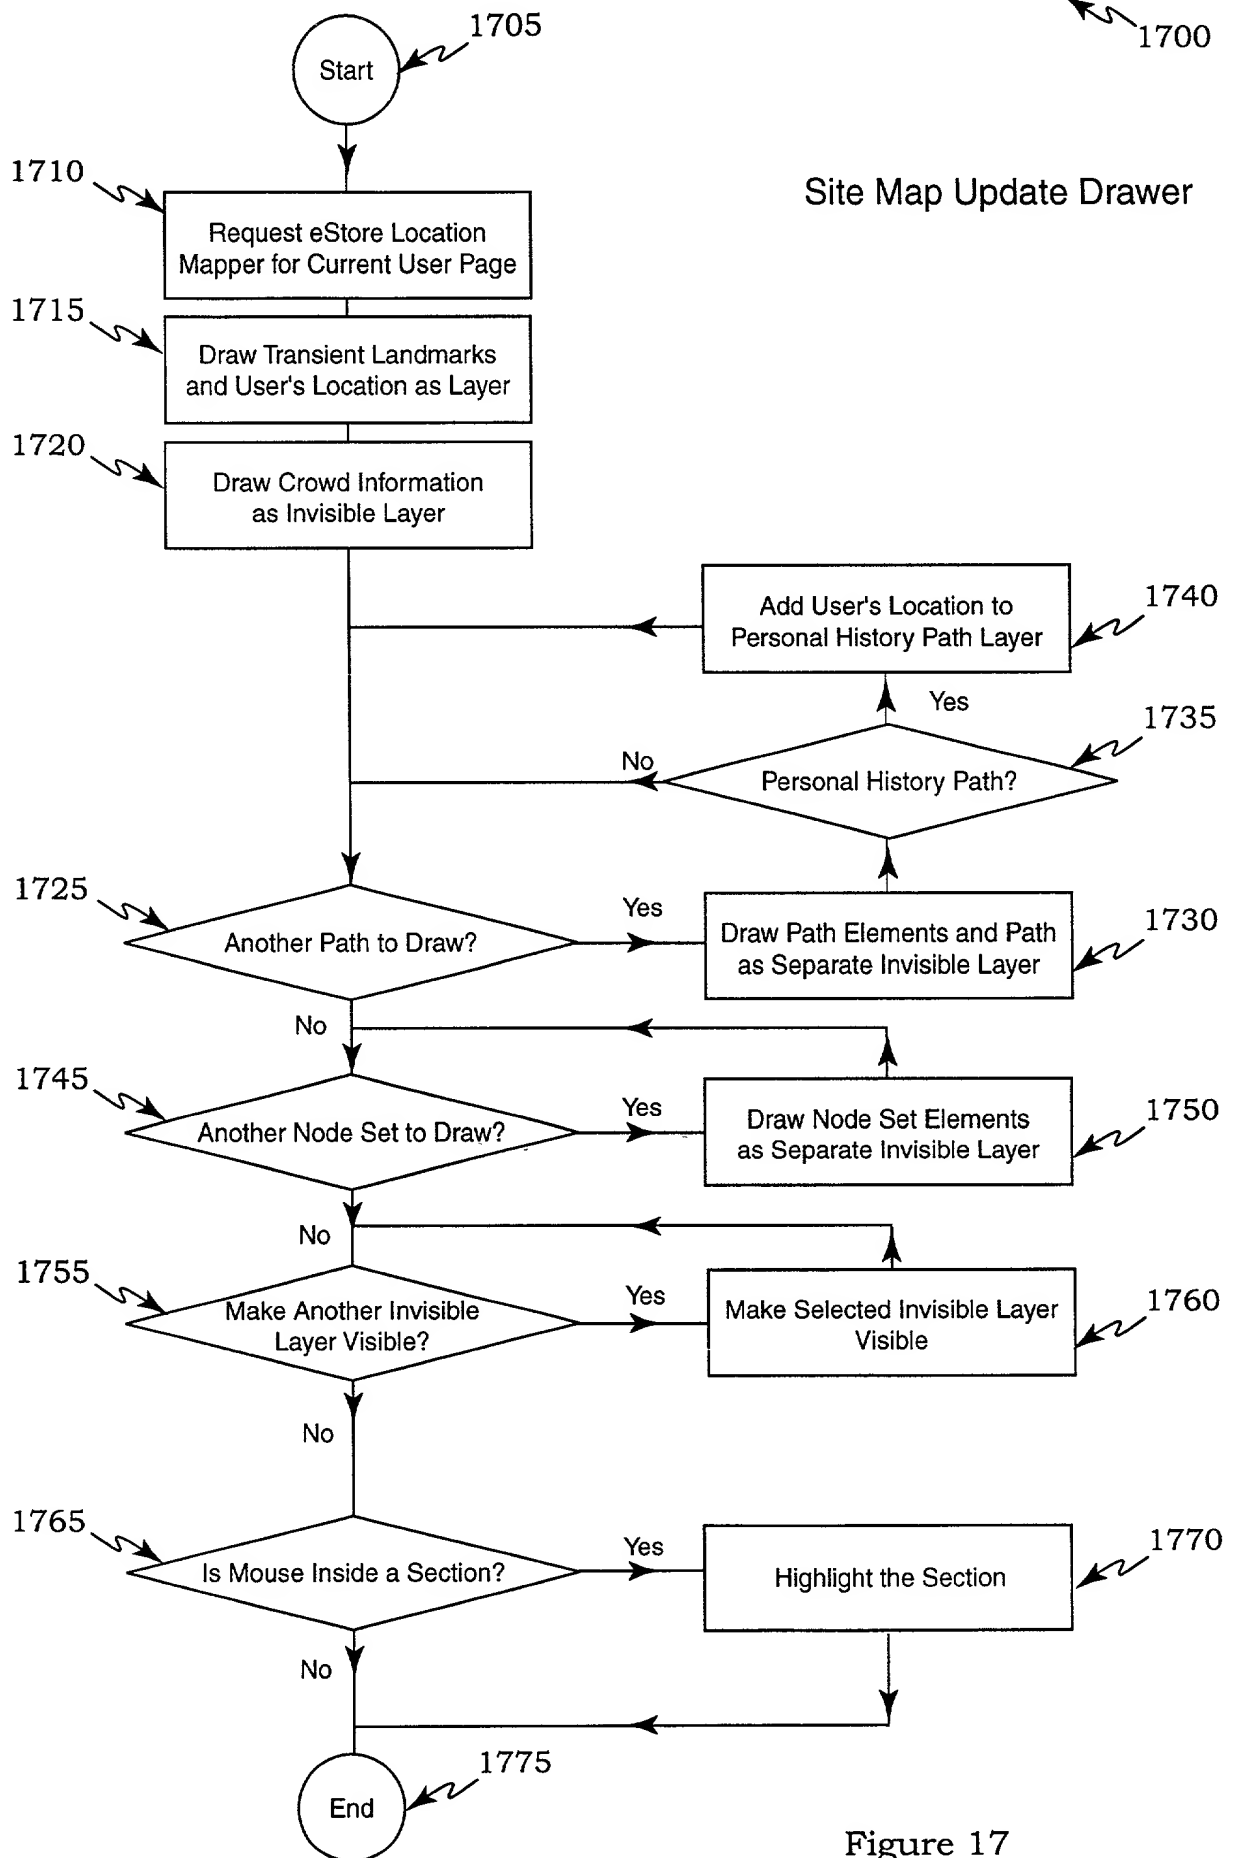 1705
1700
Start
1710
Site Map Update Drawer
Request eStore Location
Mapper for Current User Page
1715
Draw Transient Landmarks
and User's Location as Layer
1720
Draw Crowd Information
as Invisible Layer
1740
Add User's Location to
Personal History Path Layer
Yes
1735
No
Personal History Path?
1725
Yes
1730
Another Path to Draw?
Draw Path Elements and Path
as Separate Invisible Layer
No
1745
Yes
1750
Another Node Set to Draw?
Draw Node Set Elements
as Separate Invisible Layer
No
1755
Yes
1760
Make Another Invisible
Layer Visible?
Make Selected Invisible Layer
Visible
No
1765
Yes
1770
Is Mouse Inside a Section?
Highlight the Section
No
1775
End
Figure 17